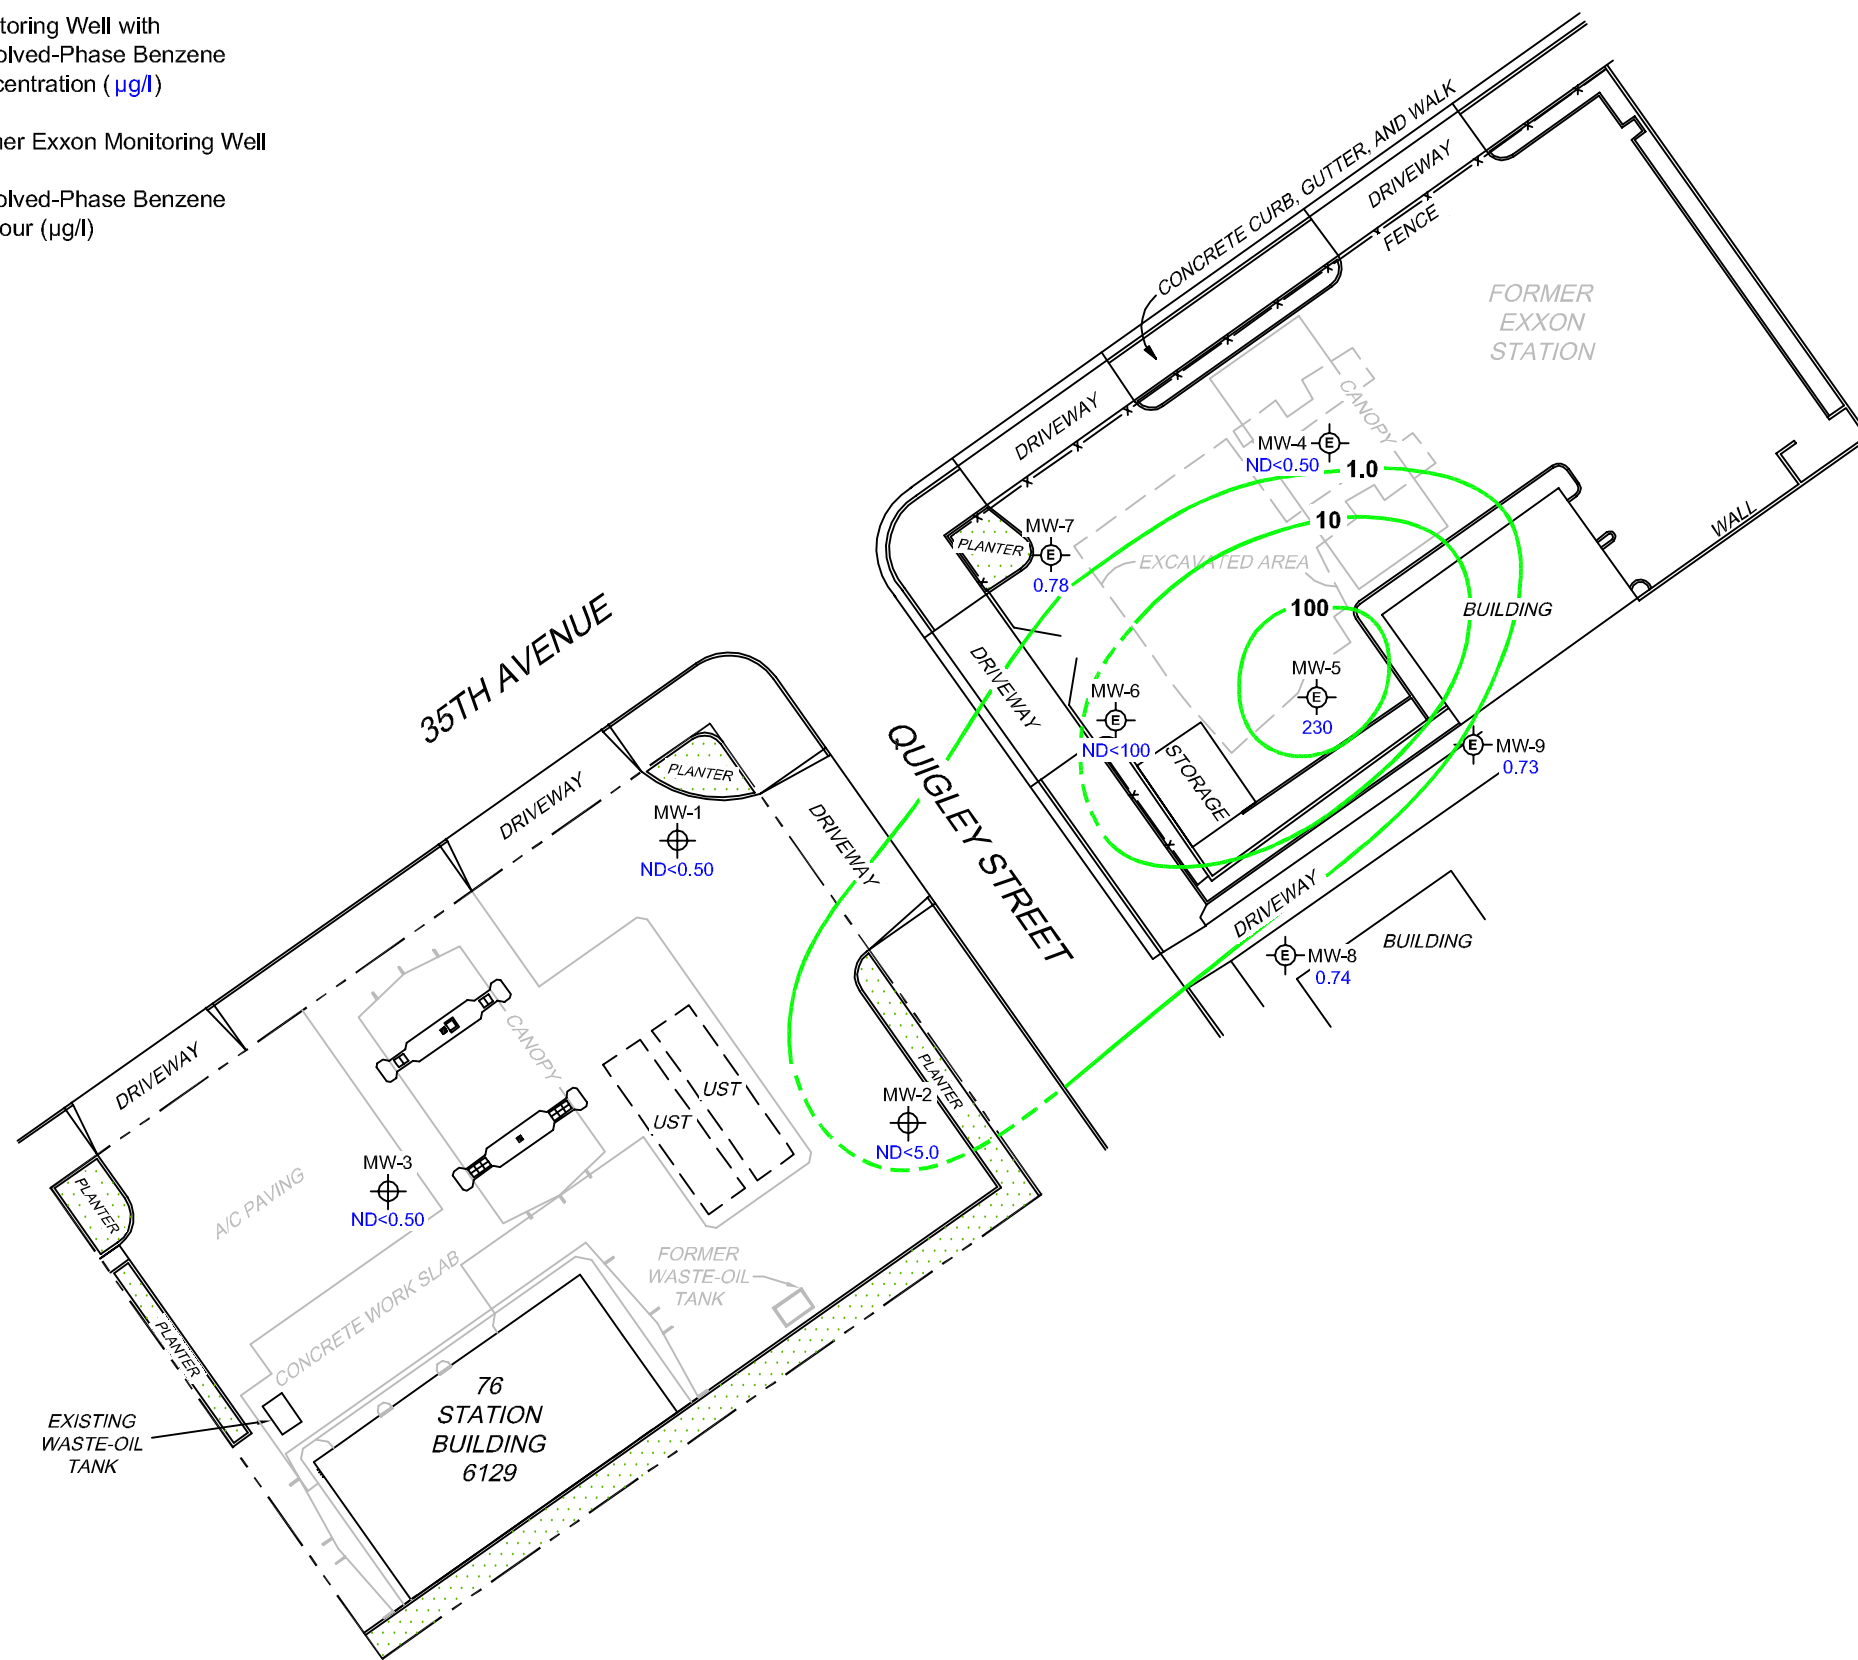 toring Well with
olved-Phase Benzene
centration ( µg/l)
ner Exxon Monitoring Well
olved-Phase Benzene
our (µg/l)
CONCRETE CURB, GUTTER, AND WALK
DRIVEWAY
FENCE
FORMER
EXXON
STATION
CANOPY
DRIVEWAY
MW-4
E
ND<0.50
1.0
10
MW-7
E
0.78
PLANTER
EXCAVATED AREA
WALL
100
BUILDING
35TH AVENUE
DRIVEWAY
MW-5
E
230
MW-6
E
ND<100
STORAGE
QUIGLEY STREET
MW-9
E
0.73
PLANTER
DRIVEWAY
MW-1
ND<0.50
DRIVEWAY
DRIVEWAY
BUILDING
MW-8
E
0.74
CANOPY
DRIVEWAY
UST
UST
MW-2
ND<5.0
PLANTER
MW-3
ND<0.50
A/C PAVING
PLANTER
FORMER
WASTE-OIL
TANK
CONCRETE WORK SLAB
PLANTER
76
STATION
BUILDING
6129
EXISTING
WASTE-OIL
TANK